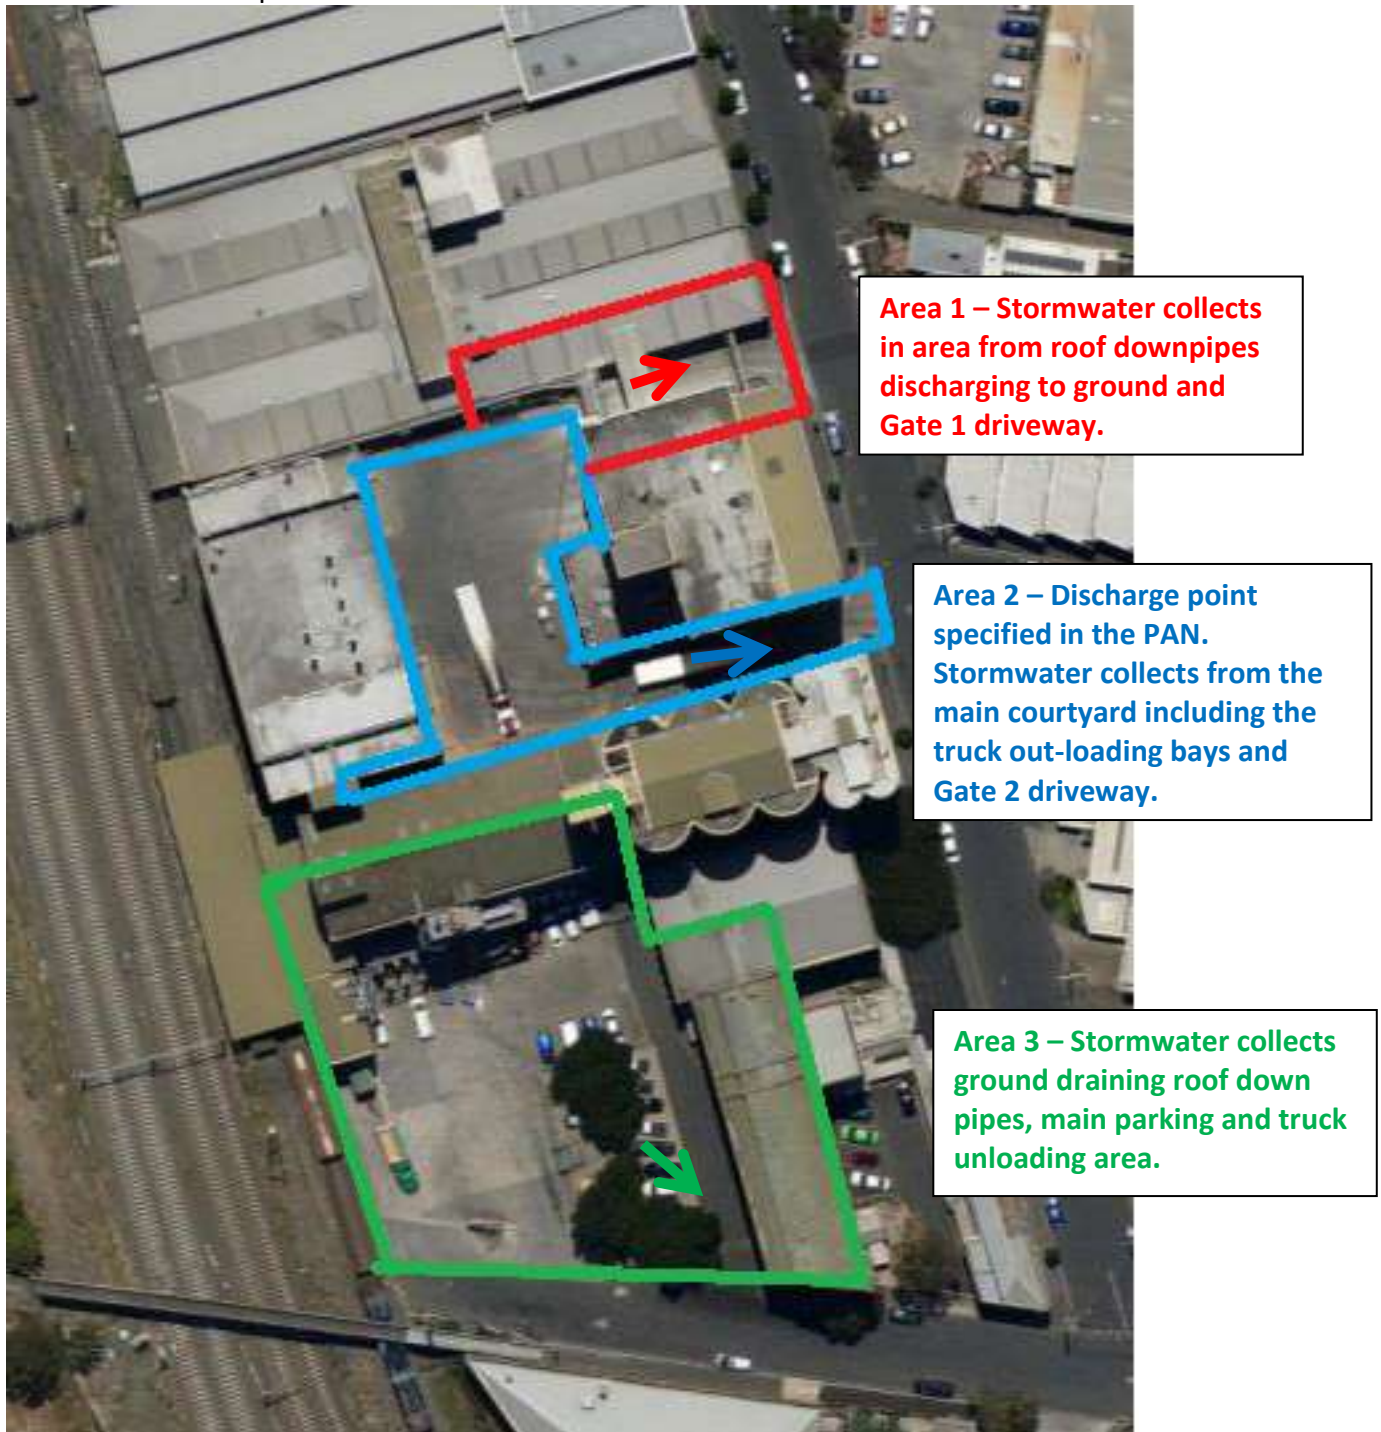 Area 1 – Stormwater collects
in area from roof downpipes
discharging to ground and
Gate 1 driveway.
Area 2 – Discharge point
specified in the PAN.
Stormwater collects from the
main courtyard including the
truck out-loading bays and
Gate 2 driveway.
Area 3 – Stormwater collects
ground draining roof down
pipes, main parking and truck
unloading area.